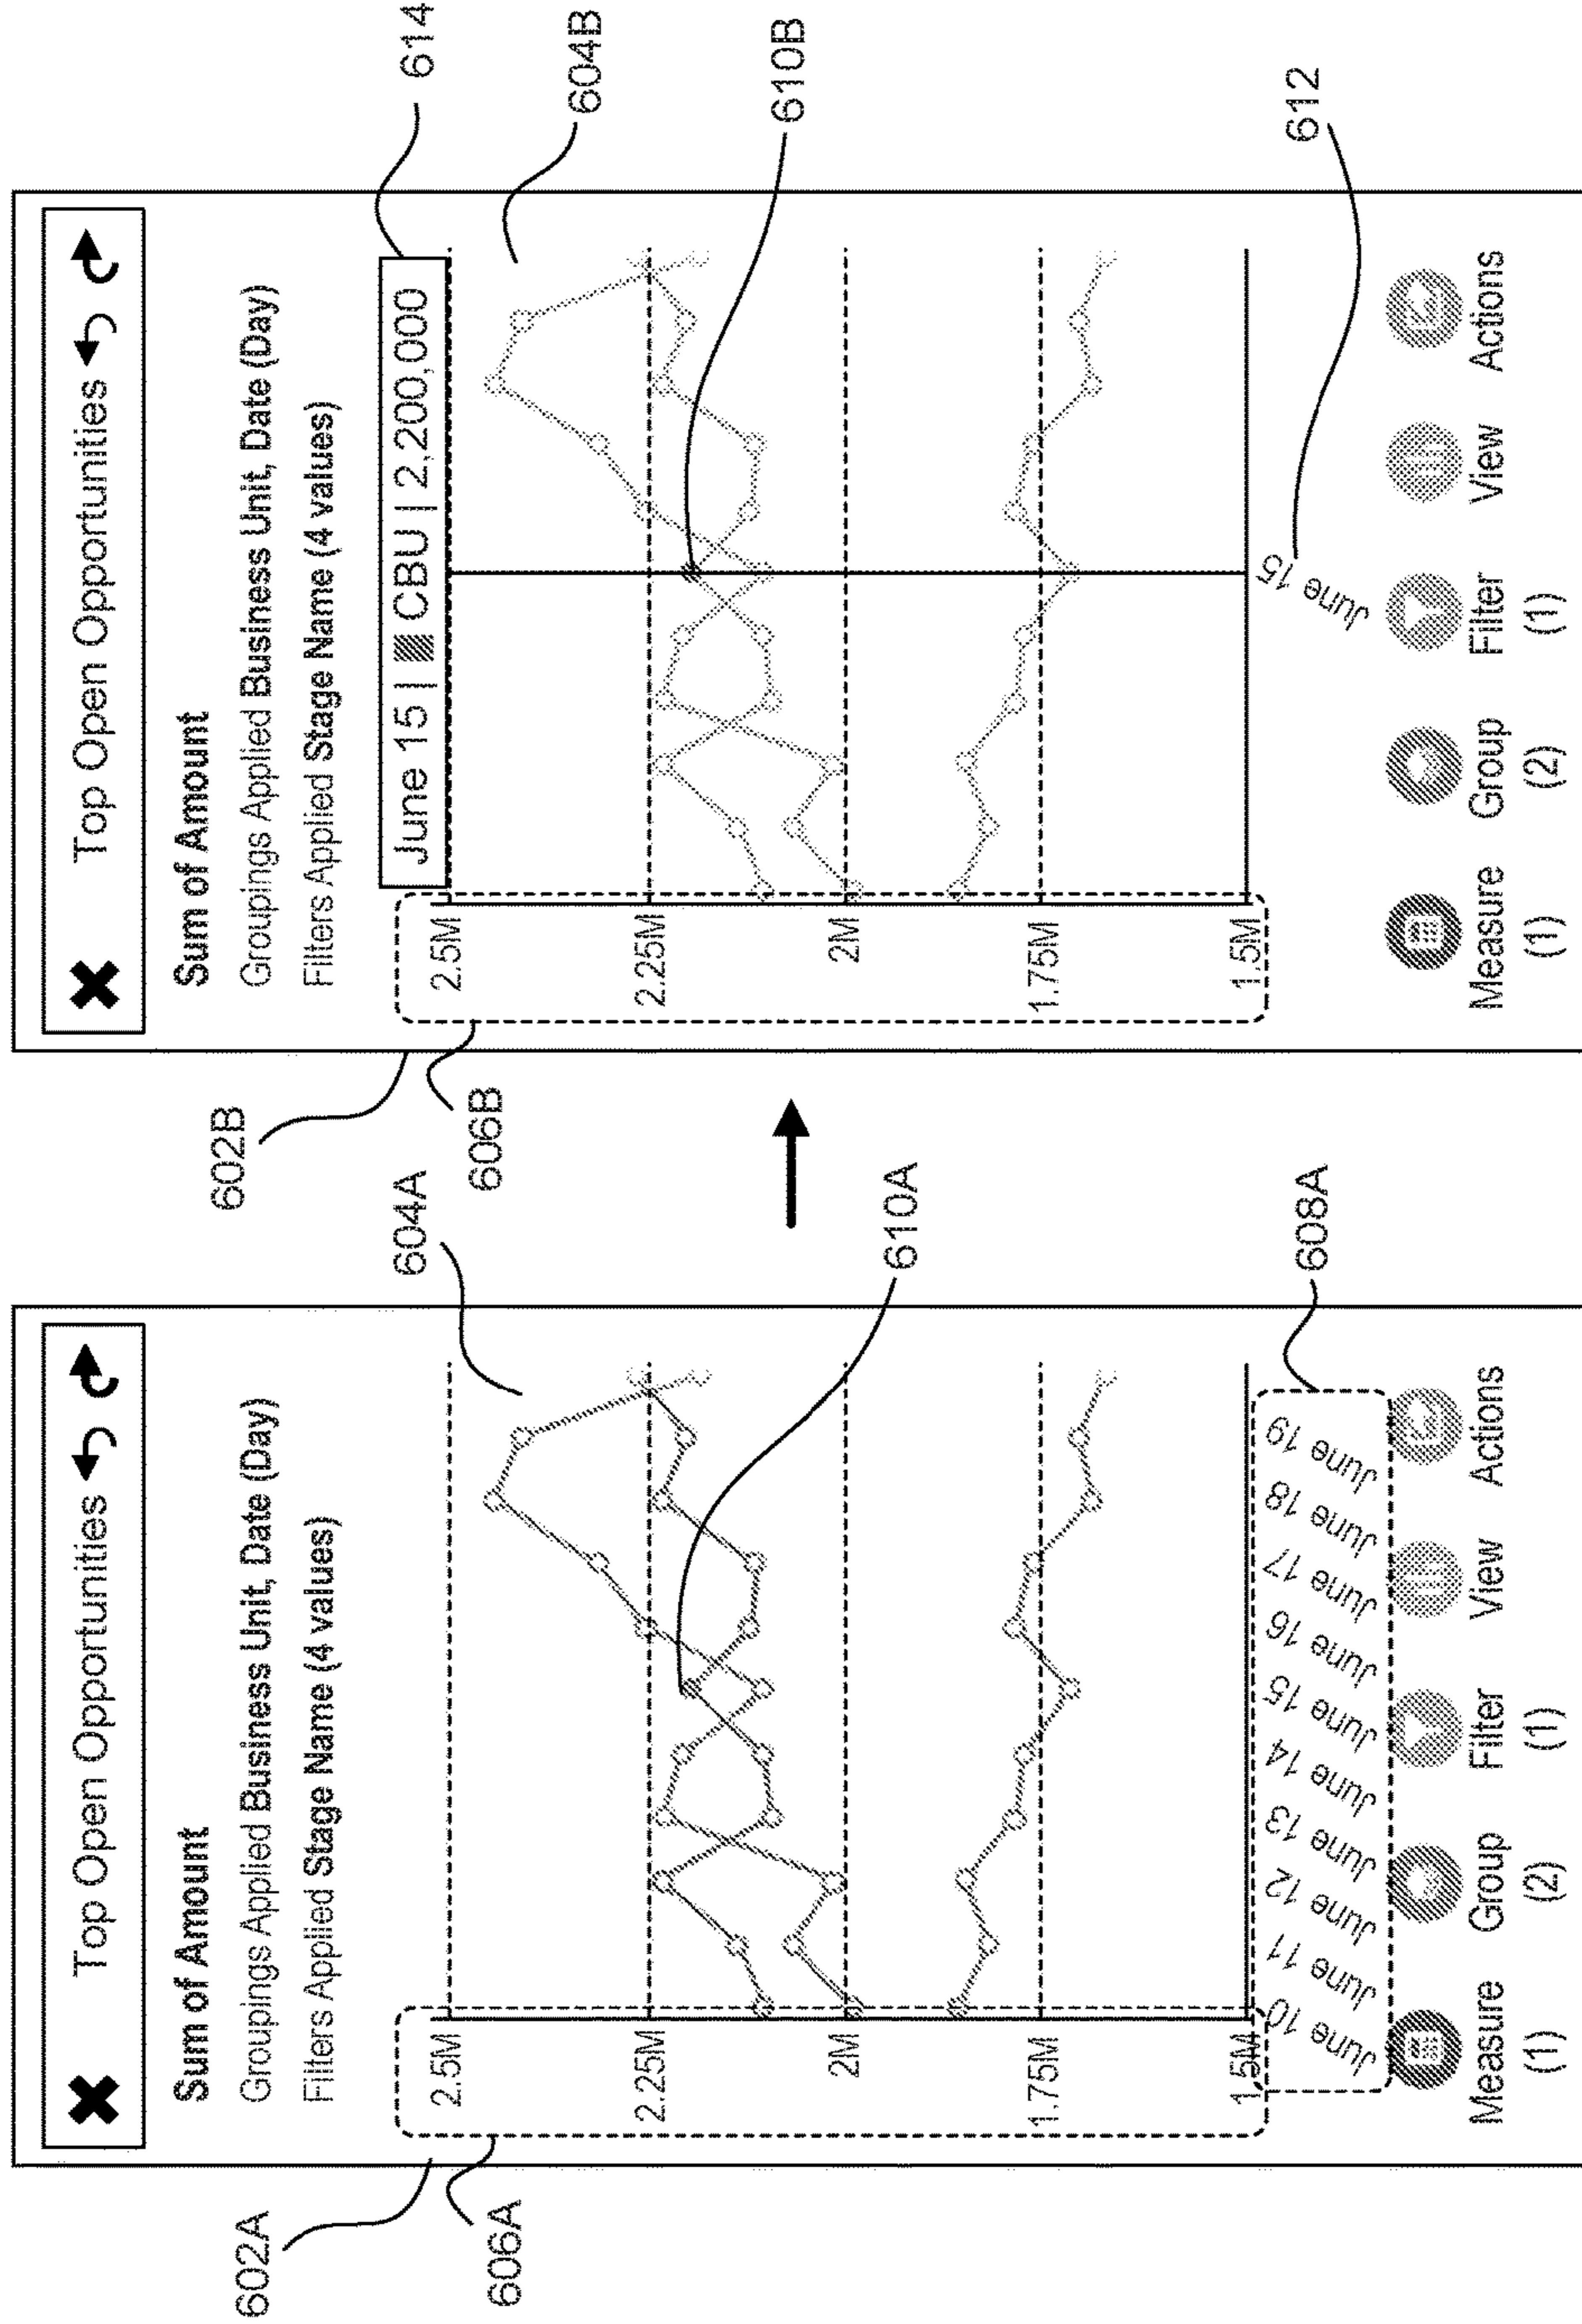 602A
606A
Top Open Opportunities
Sum of Amount
Groupings Applied Business Unit, Date (Day)
Filters Applied Stage Name (4 values)
2.5M
2.25M
2M
1.75M
1.5M
June 10
June 11
June 12
June 13
June 14
June 15
June 16
June 17
June 18
June 19
Measure
(1)
Group
(2)
Filter
(1)
View
Actions
604A
610A
608A
602B
606B
Top Open Opportunities
Sum of Amount
Groupings Applied Business Unit, Date (Day)
Filters Applied Stage Name (4 values)
June 15 | CBU | 2,200,000
2.5M
2.25M
2M
1.75M
1.5M
June 15
Measure
(1)
Group
(2)
Filter
(1)
View
Actions
614
604B
610B
612